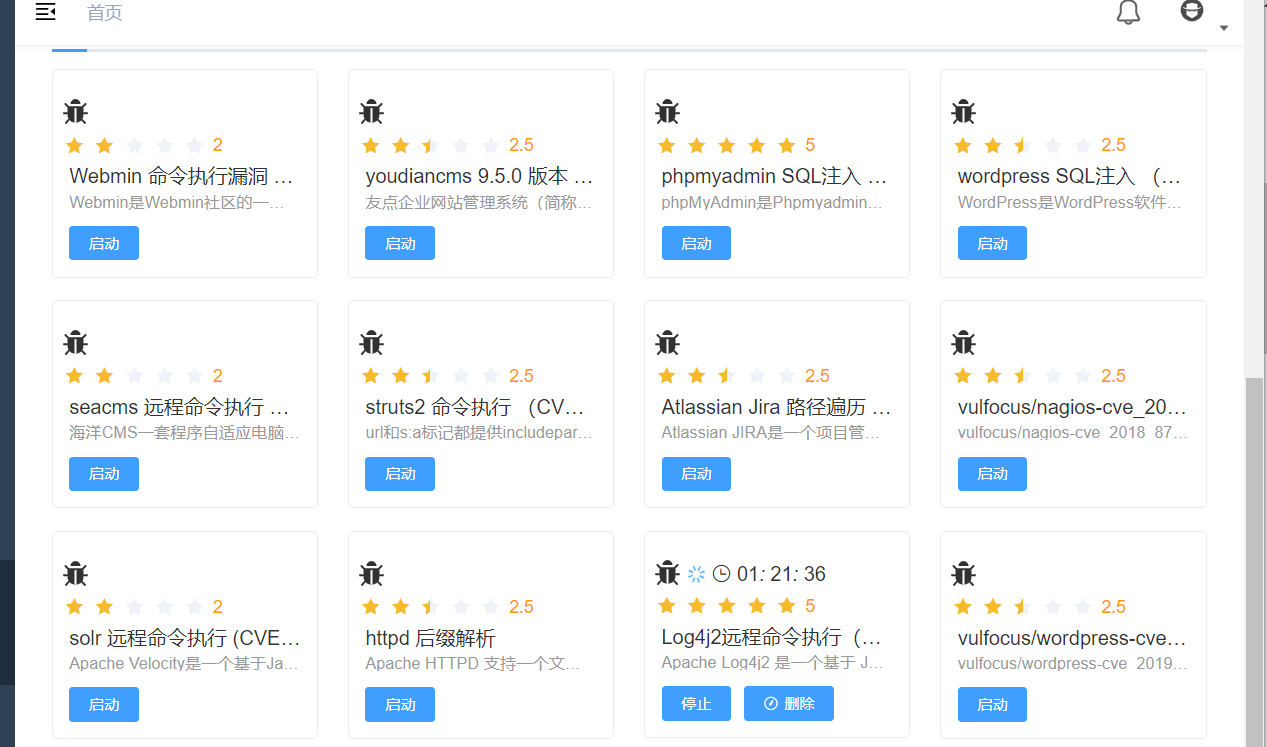 首页
2
2.5
5
2.5
Webmin 命令执行漏洞 ...
youdiancms 9.5.0 版本 ...
phpmyadmin SQL注入 ...
wordpress SQL注入 （...
Webmin是Webmin社区的一...
友点企业网站管理系统（简称...
phpMyAdmin是Phpmyadmin...
WordPress是WordPress软件...
启动
启动
启动
启动
2
2.5
2.5
2.5
seacms 远程命令执行 ...
struts2 命令执行 （CV...
Atlassian Jira 路径遍历 ...
vulfocus/nagios-cve_20...
海洋CMS一套程序自适应电脑...
url和s:a标记都提供includepar...
Atlassian JIRA是一个项目管...
vulfocus/nagios-cve_2018_87...
启动
启动
启动
启动
01: 21: 36
2
2.5
5
2.5
solr 远程命令执行 (CVE...
httpd 后缀解析
Log4j2远程命令执行（...
vulfocus/wordpress-cve...
Apache Velocity是一个基于Ja...
Apache HTTPD 支持一个文...
Apache Log4j2 是一个基于 J...
vulfocus/wordpress-cve_2019...
启动
启动
停止
删除
启动